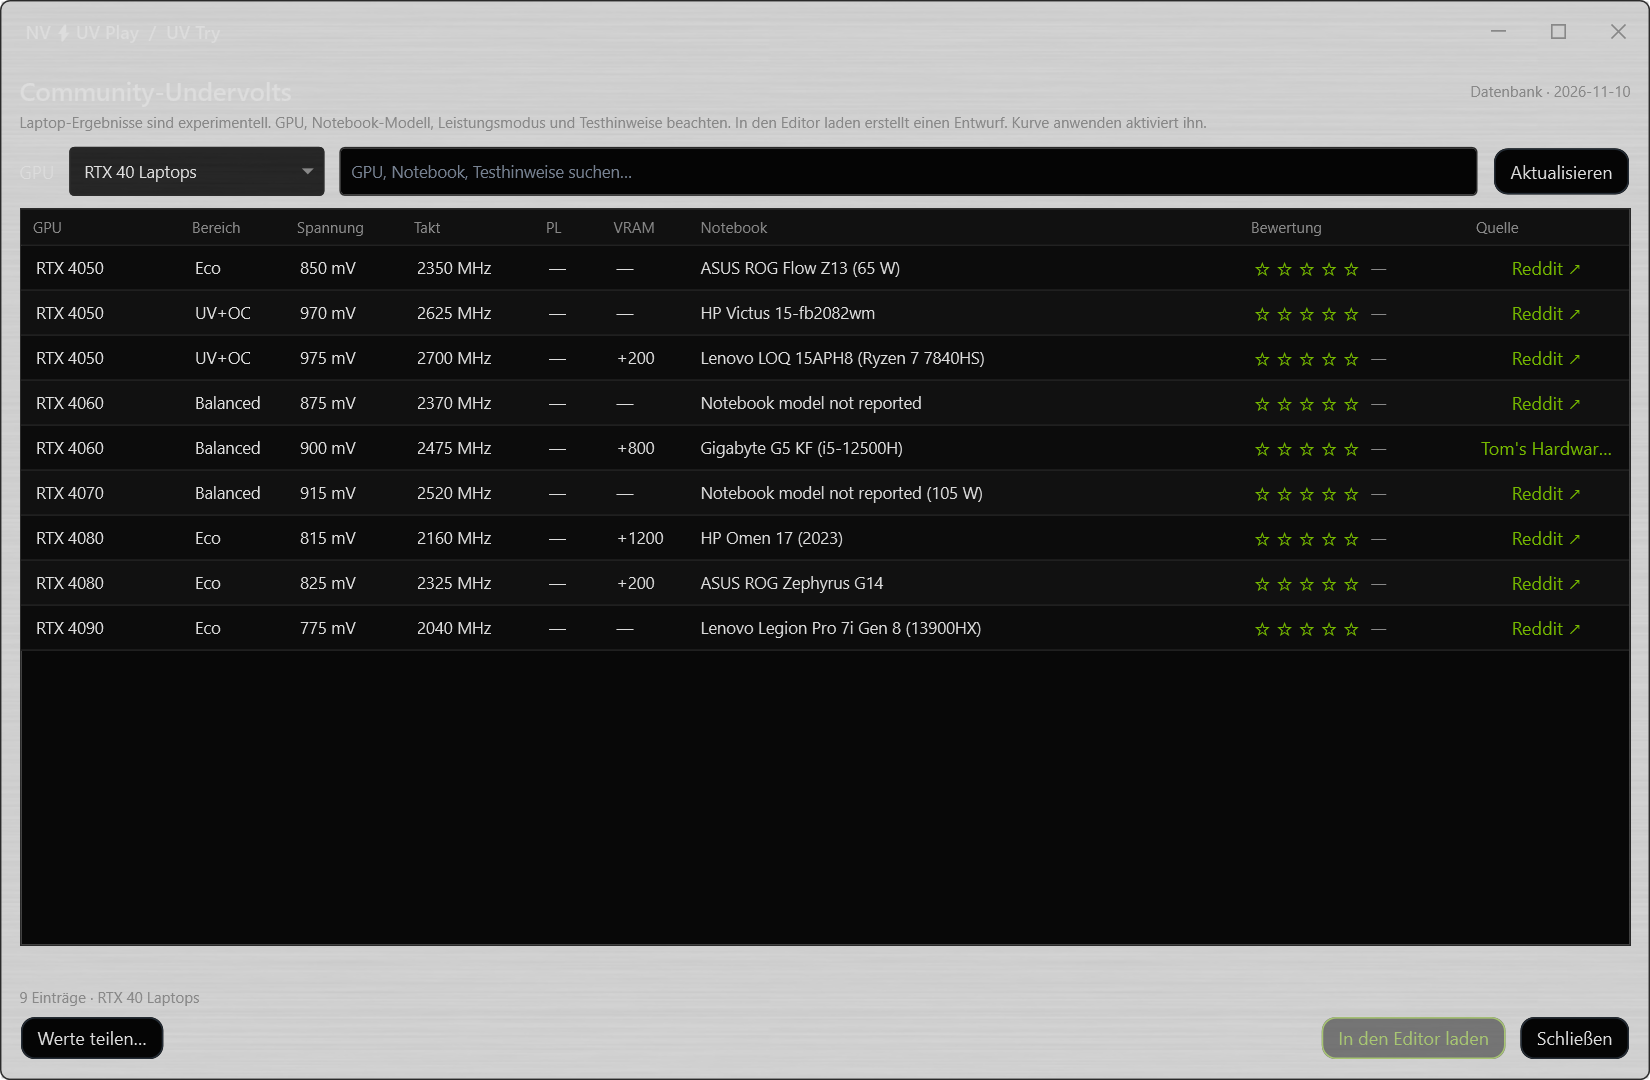 NV⚡UV Play / UV Try
Community-Undervolts
Datenbank · 2026-11-10
Laptop-Ergebnisse sind experimentell. GPU, Notebook-Modell, Leistungsmodus und Testhinweise beachten. In den Editor laden erstellt einen Entwurf. Kurve anwenden aktiviert ihn.
GPU RTX 40 Laptops GPU, Notebook, Testhinweise suchen... Aktualisieren
GPU Bereich Spannung Takt PL VRAM Notebook Bewertung Quelle
RTX 4050 Eco 850 mV 2350 MHz — — ASUS ROG Flow Z13 (65 W) ☆ ☆ ☆ ☆ ☆ — Reddit ↗
RTX 4050 UV+OC 970 mV 2625 MHz — — HP Victus 15-fb2082wm ☆ ☆ ☆ ☆ ☆ — Reddit ↗
RTX 4050 UV+OC 975 mV 2700 MHz — +200 Lenovo LOQ 15APH8 (Ryzen 7 7840HS) ☆ ☆ ☆ ☆ ☆ — Reddit ↗
RTX 4060 Balanced 875 mV 2370 MHz — — Notebook model not reported ☆ ☆ ☆ ☆ ☆ — Reddit ↗
RTX 4060 Balanced 900 mV 2475 MHz — +800 Gigabyte G5 KF (i5-12500H) ☆ ☆ ☆ ☆ ☆ — Tom's Hardwar...
RTX 4070 Balanced 915 mV 2520 MHz — — Notebook model not reported (105 W) ☆ ☆ ☆ ☆ ☆ — Reddit ↗
RTX 4080 Eco 815 mV 2160 MHz — +1200 HP Omen 17 (2023) ☆ ☆ ☆ ☆ ☆ — Reddit ↗
RTX 4080 Eco 825 mV 2325 MHz — +200 ASUS ROG Zephyrus G14 ☆ ☆ ☆ ☆ ☆ — Reddit ↗
RTX 4090 Eco 775 mV 2040 MHz — — Lenovo Legion Pro 7i Gen 8 (13900HX) ☆ ☆ ☆ ☆ ☆ — Reddit ↗
9 Einträge · RTX 40 Laptops
Werte teilen... In den Editor laden Schließen